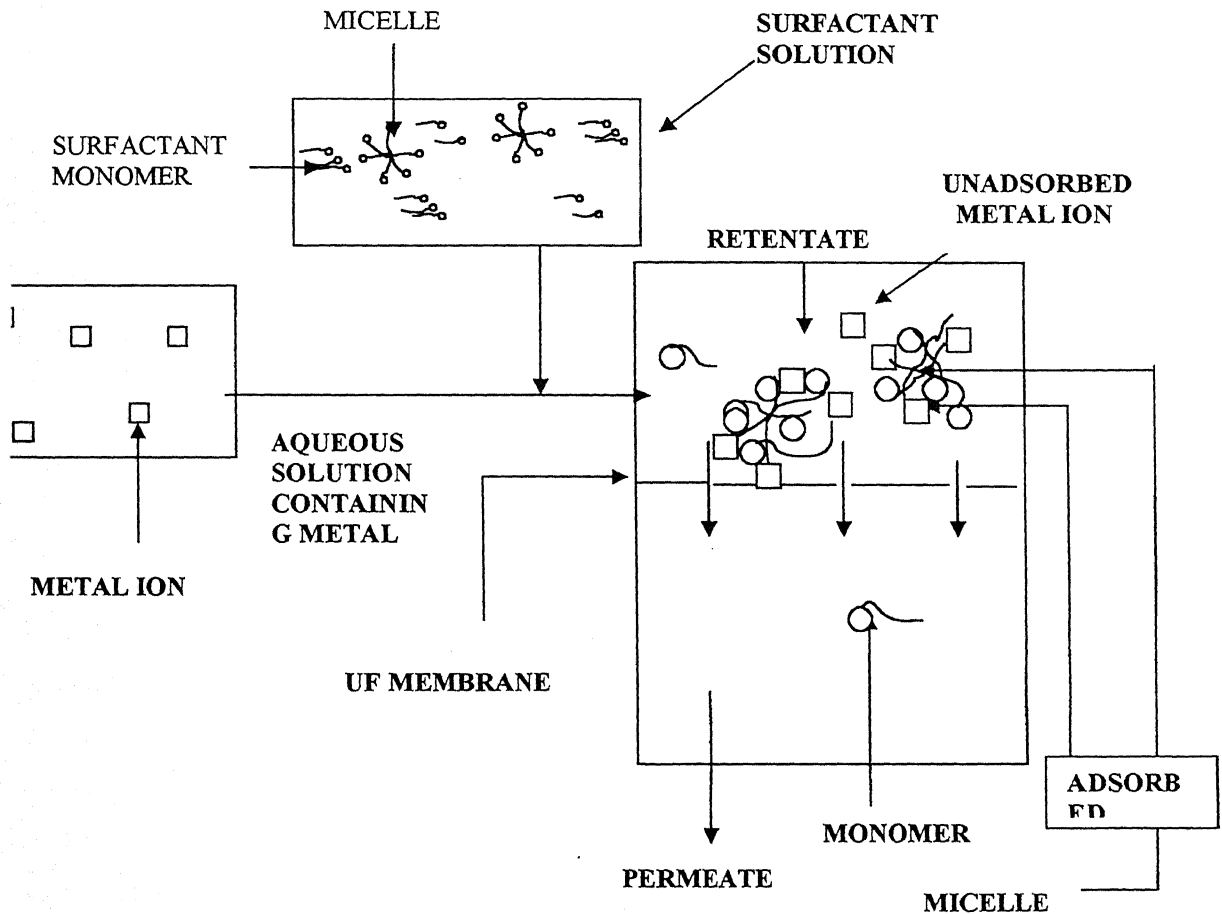 MICELLE
SURFACTANT
SOLUTION
SURFACTANT
MONOMER
UNADSORBED
METAL ION
RETENTATE
AQUEOUS
SOLUTION
CONTAININ
G METAL
METAL ION
UF MEMBRANE
ADSORB
ED
MONOMER
PERMEATE
MICELLE